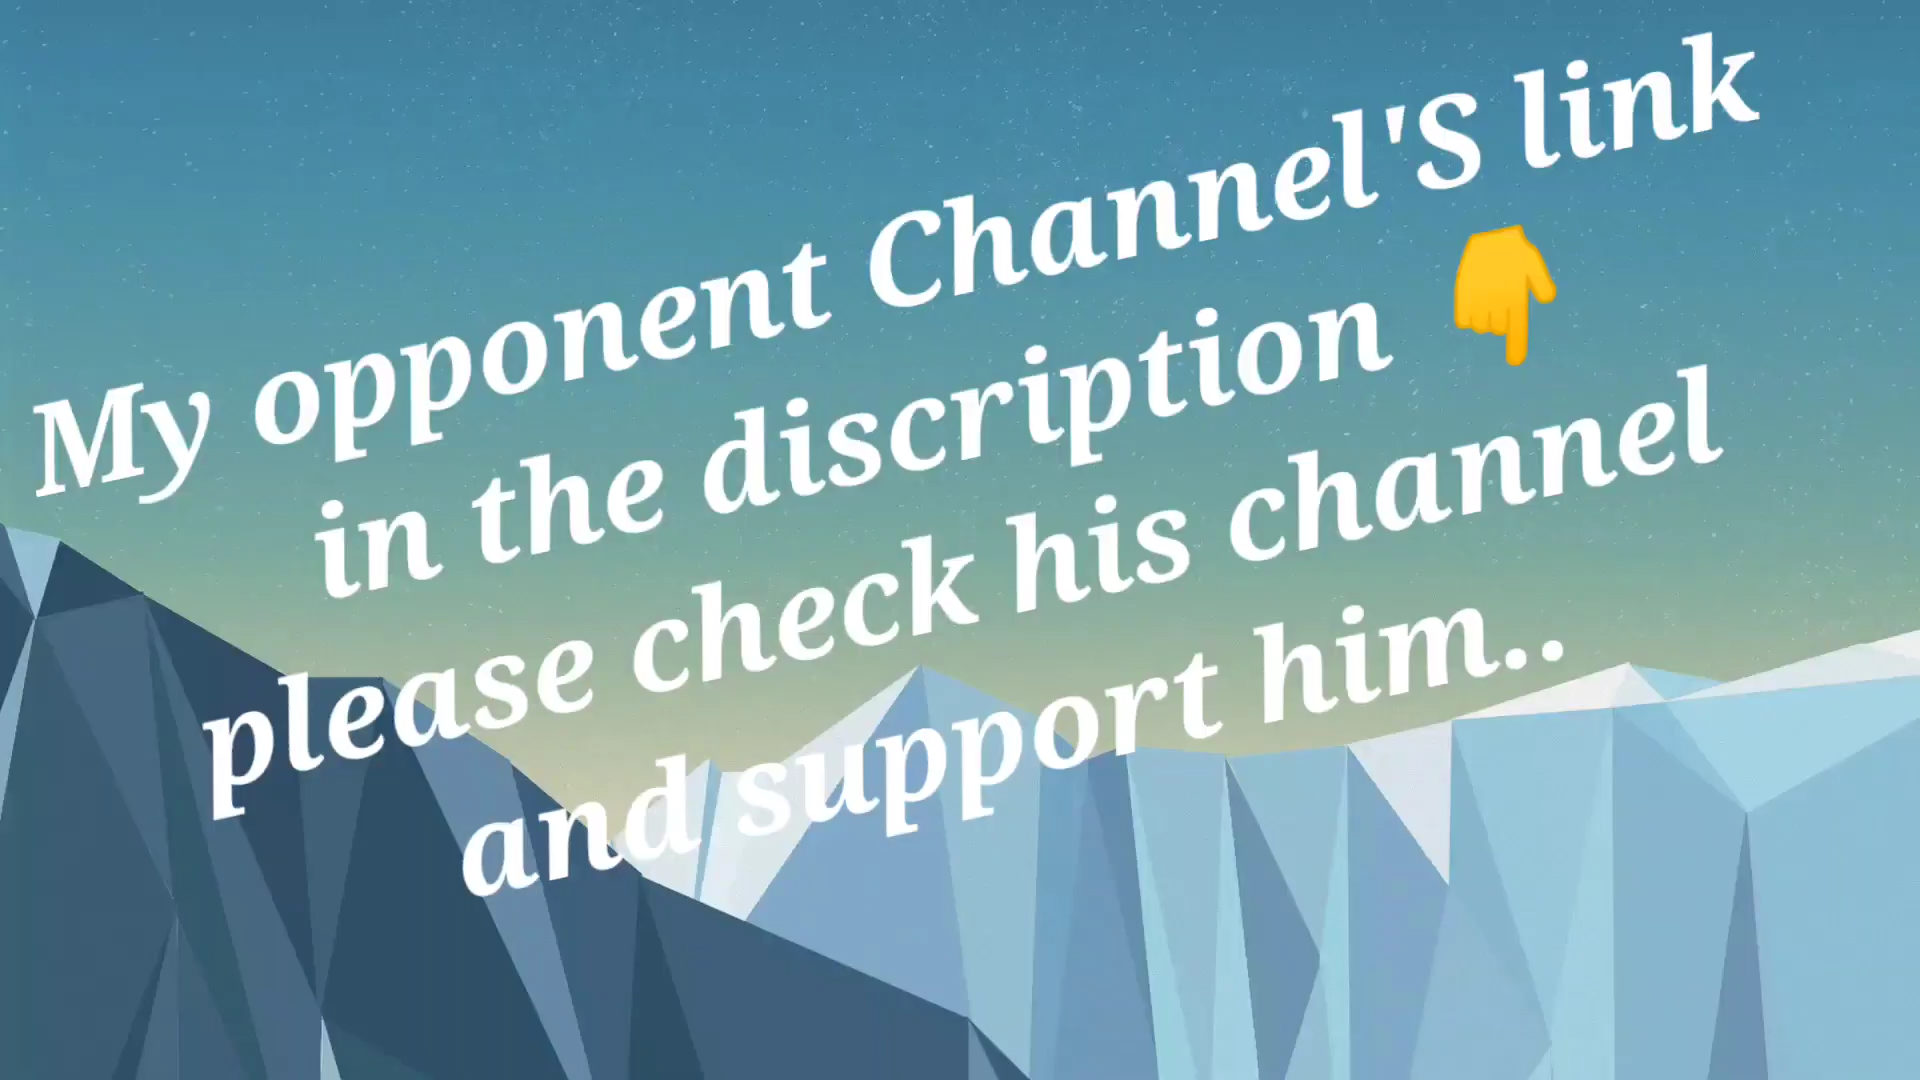 My opponent Channel'S link
in the discription 👇
please check his channel
and support him..